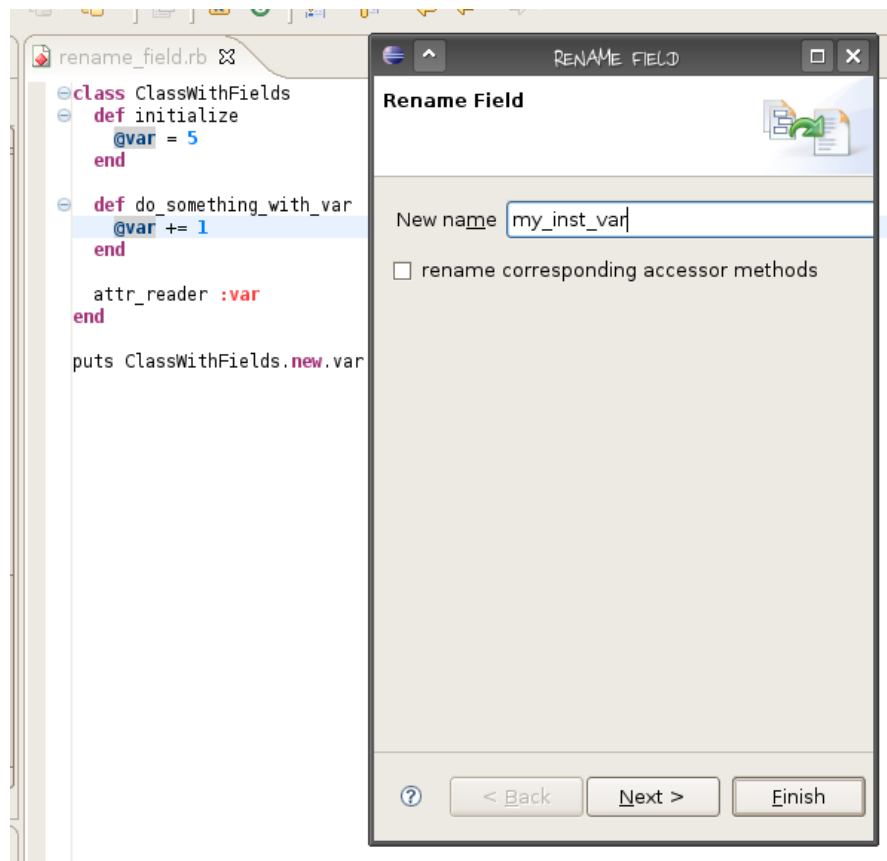 rename_field.rb
class ClassWithFields
def initialize
@var = 5
end
def do_something_with_var
@var += 1
end
attr_reader :var
end
puts ClassWithFields.new.var
RENAME FIELD
Rename Field
New name my_inst_var
rename corresponding accessor methods
< Back Next > Finish